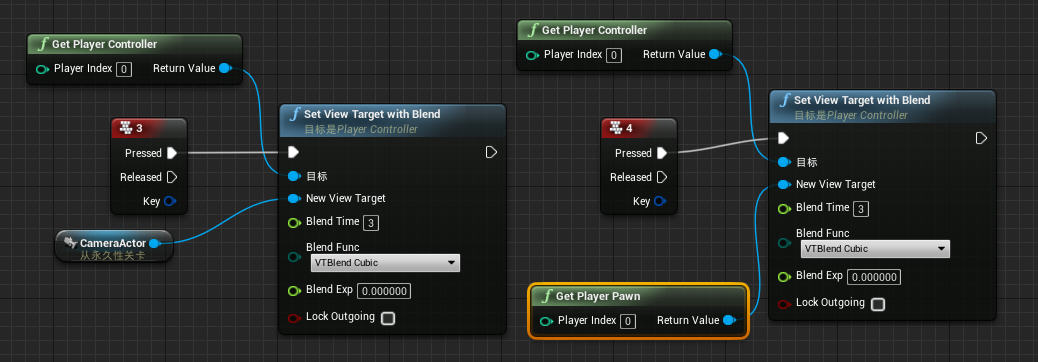 Get Player Controller
Player Index 0 Return Value
3
Pressed
Released
Key
CameraActor
从永久性关卡
Set View Target with Blend
目标是Player Controller
目标
New View Target
Blend Time 3
Blend Func
VTBlend Cubic
Blend Exp 0.000000
Lock Outgoing
Get Player Controller
Player Index 0 Return Value
4
Pressed
Released
Key
Get Player Pawn
Player Index 0 Return Value
Set View Target with Blend
目标是Player Controller
目标
New View Target
Blend Time 3
Blend Func
VTBlend Cubic
Blend Exp 0.000000
Lock Outgoing